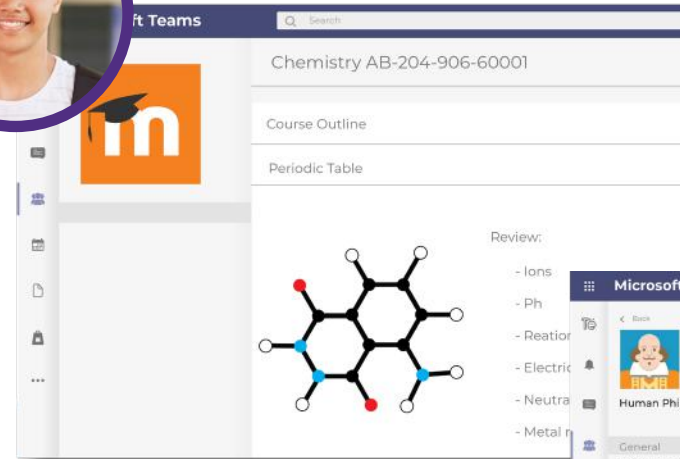 ft Teams
Search
Chemistry AB-204-906-60001
Course Outline
Periodic Table
Review:
- Ions
- Ph
- Reation
- Electric
- Neutra
- Metal r
m
Microsoft
< Back
Human Phi
General